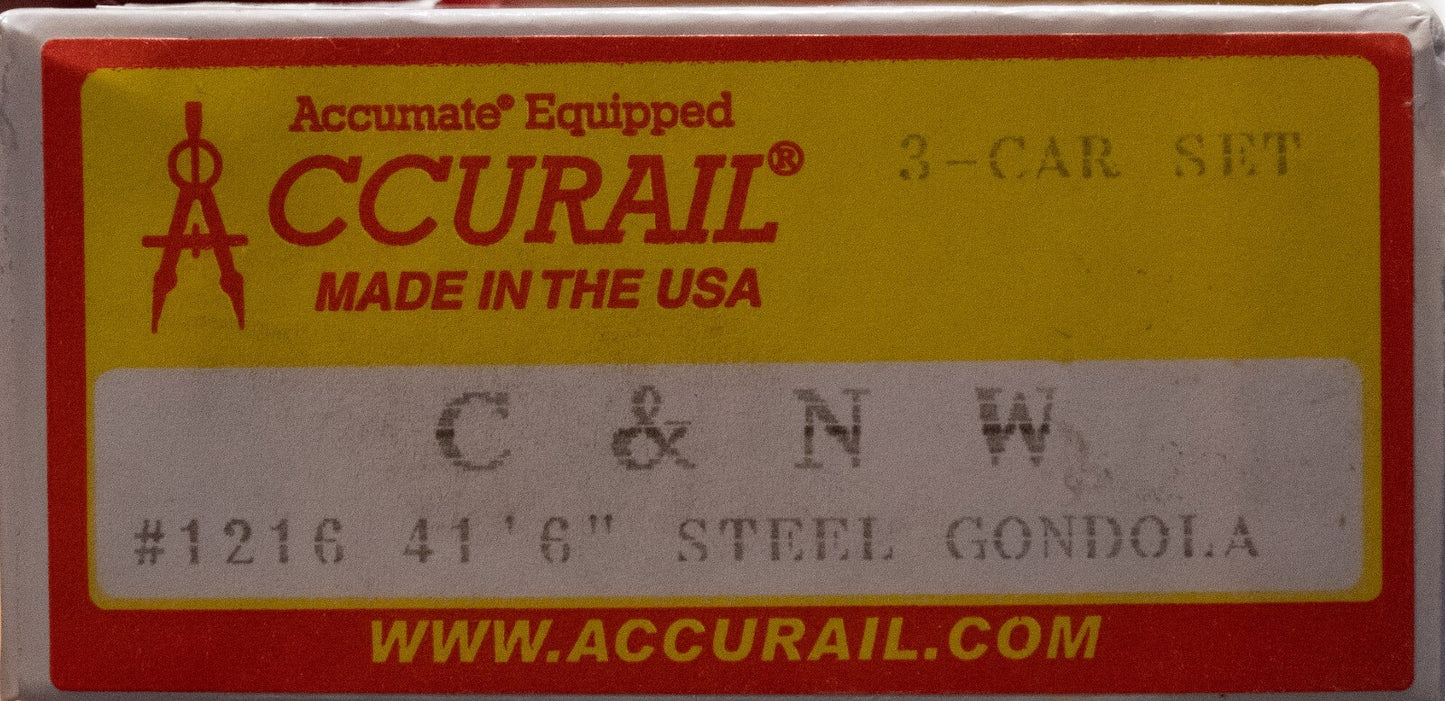 Accumate® Equipped
ACCURAIL®
MADE IN THE USA
3-CAR SET
C & N W
#1216 41'6" STEEL GONDOLA
WWW.ACCURAIL.COM